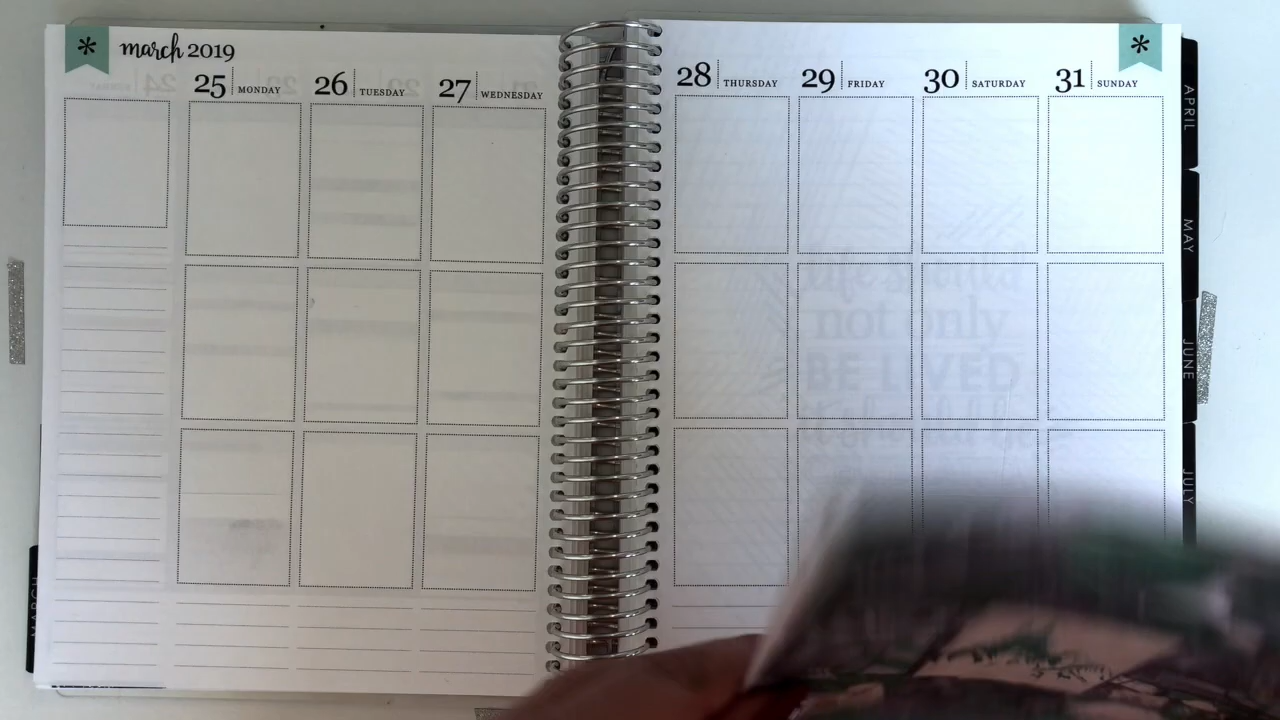 * march 2019 *
25 MONDAY 26 TUESDAY 27 WEDNESDAY 28 THURSDAY 29 FRIDAY 30 SATURDAY 31 SUNDAY
APRIL
MAY
JUNE
JULY
MARCH
not only
BE LIVED